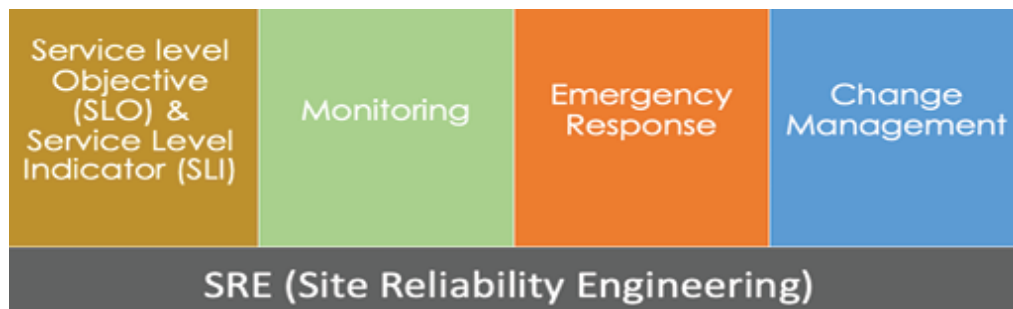 Service level
Objective
(SLO) &
Service Level
Indicator (SLI)
Monitoring
Emergency
Response
Change
Management
SRE (Site Reliability Engineering)